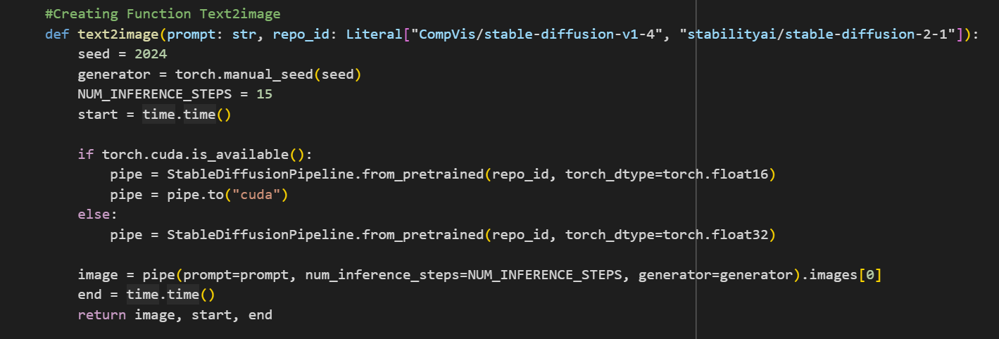 #Creating Function Text2image
def text2image(prompt: str, repo_id: Literal["CompVis/stable-diffusion-v1-4", "stabilityai/stable-diffusion-2-1"]):
    seed = 2024
    generator = torch.manual_seed(seed)
    NUM_INFERENCE_STEPS = 15
    start = time.time()

    if torch.cuda.is_available():
        pipe = StableDiffusionPipeline.from_pretrained(repo_id, torch_dtype=torch.float16)
        pipe = pipe.to("cuda")
    else:
        pipe = StableDiffusionPipeline.from_pretrained(repo_id, torch_dtype=torch.float32)

    image = pipe(prompt=prompt, num_inference_steps=NUM_INFERENCE_STEPS, generator=generator).images[0]
    end = time.time()
    return image, start, end